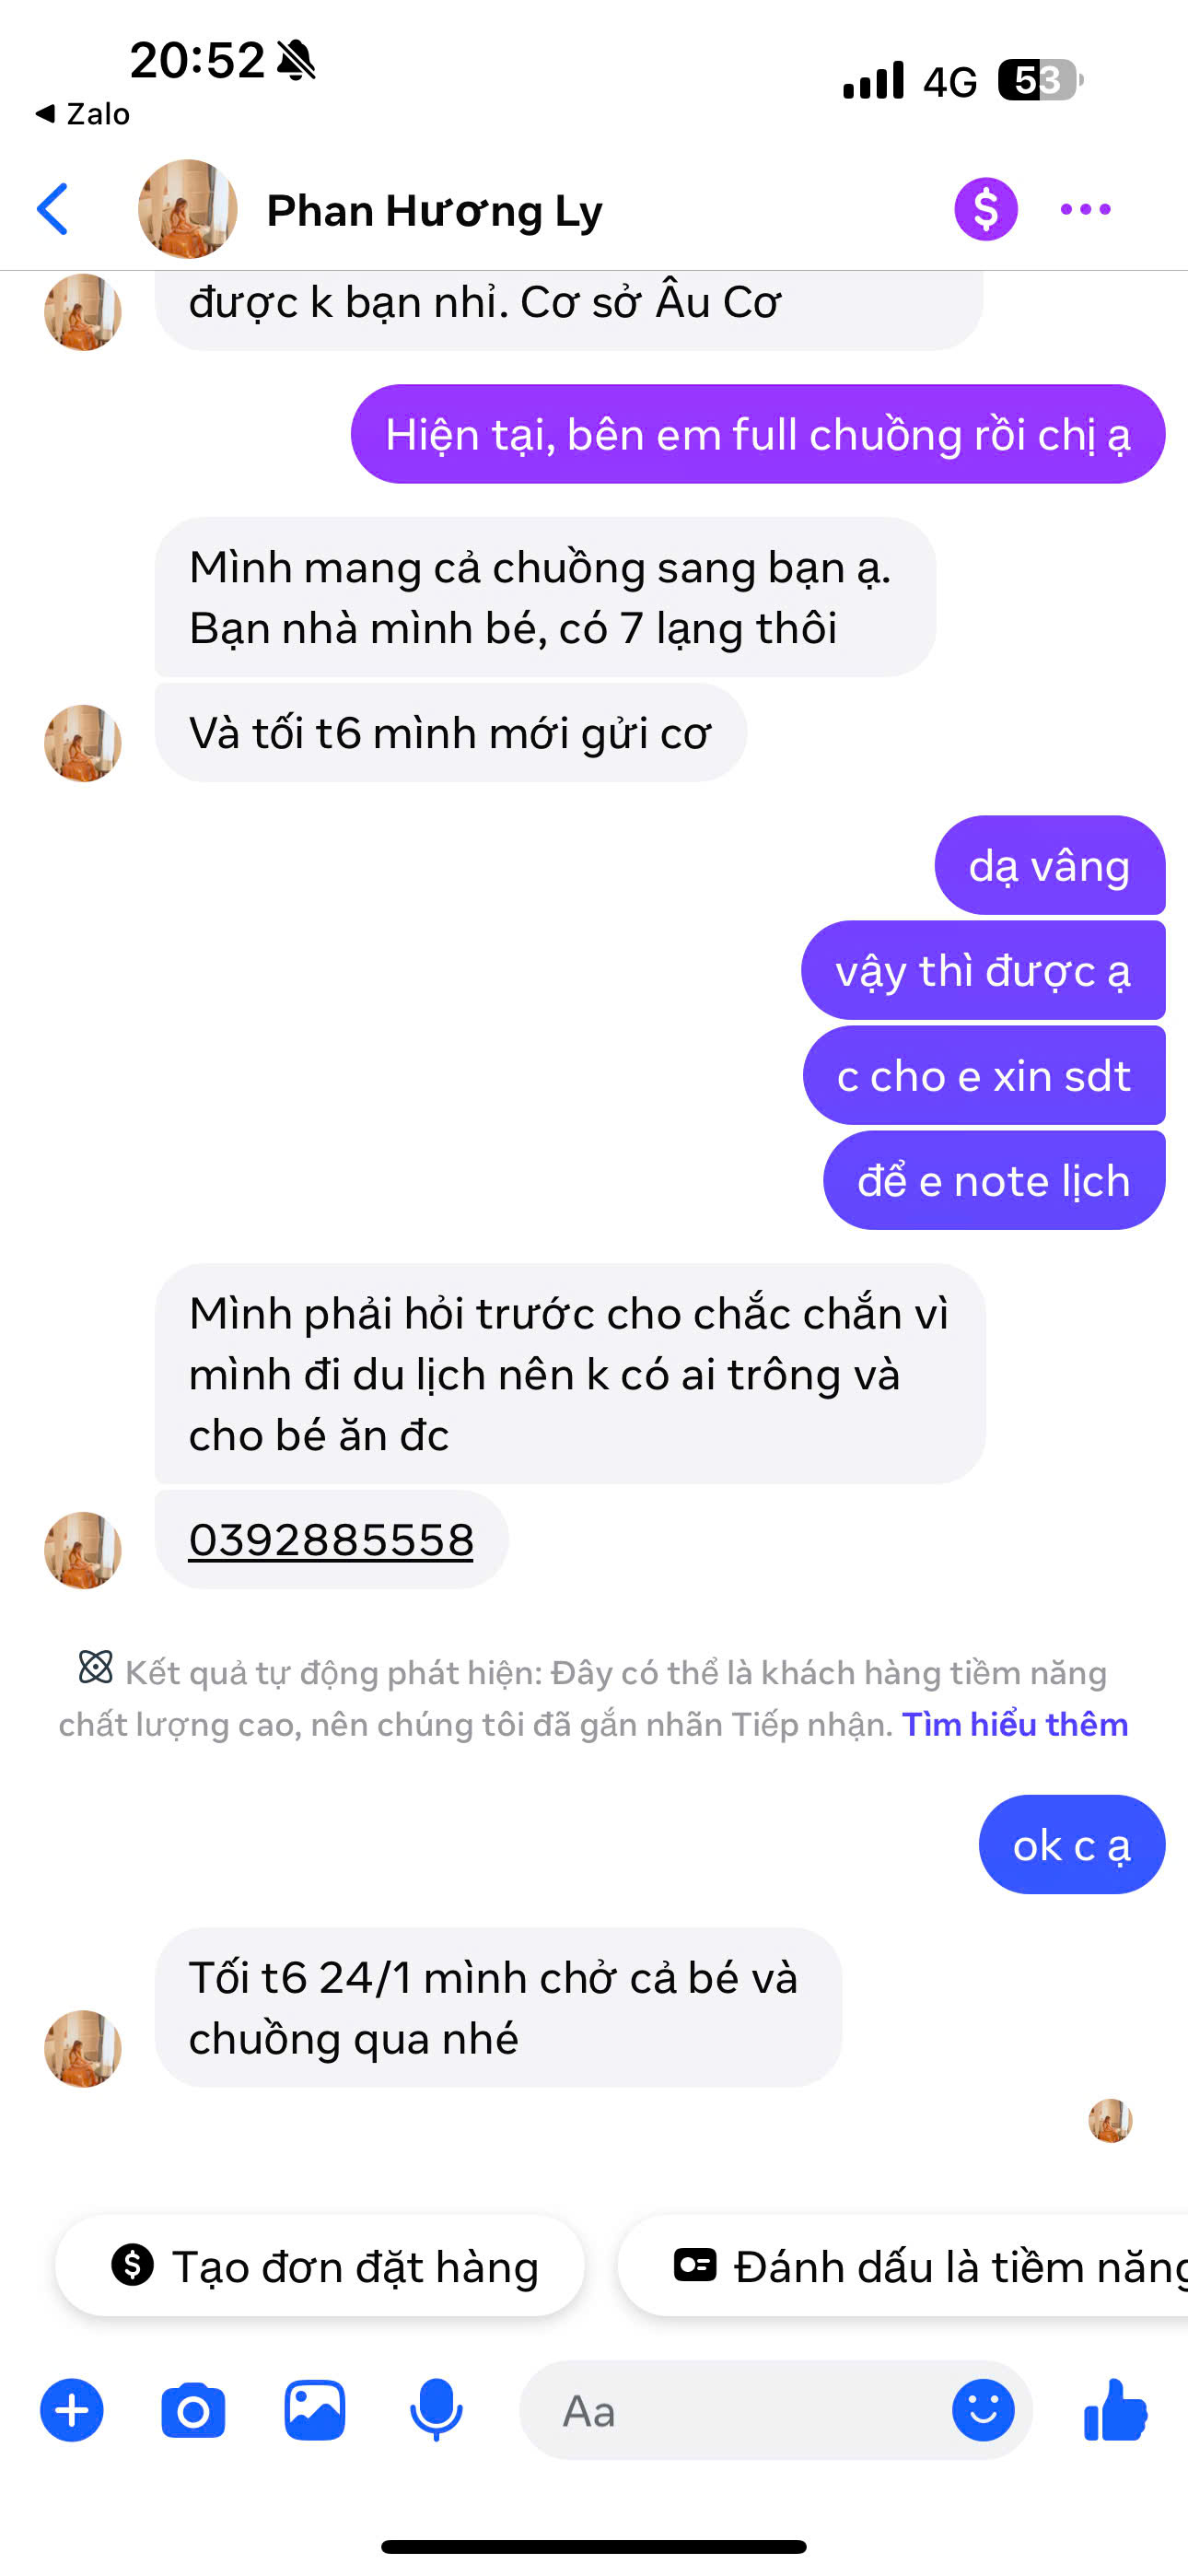 20:52
4G 53
Zalo
Phan Hương Ly
được k bạn nhỉ. Cơ sở Âu Cơ
Hiện tại, bên em full chuồng rồi chị ạ
Mình mang cả chuồng sang bạn ạ.
Bạn nhà mình bé, có 7 lạng thôi
Và tối t6 mình mới gửi cơ
dạ vâng
vậy thì được ạ
c cho e xin sdt
để e note lịch
Mình phải hỏi trước cho chắc chắn vì
mình đi du lịch nên k có ai trông và
cho bé ăn đc
0392885558
Kết quả tự động phát hiện: Đây có thể là khách hàng tiềm năng
chất lượng cao, nên chúng tôi đã gắn nhãn Tiếp nhận. Tìm hiểu thêm
ok c ạ
Tối t6 24/1 mình chở cả bé và
chuồng qua nhé
Tạo đơn đặt hàng
Đánh dấu là tiềm năng
Aa